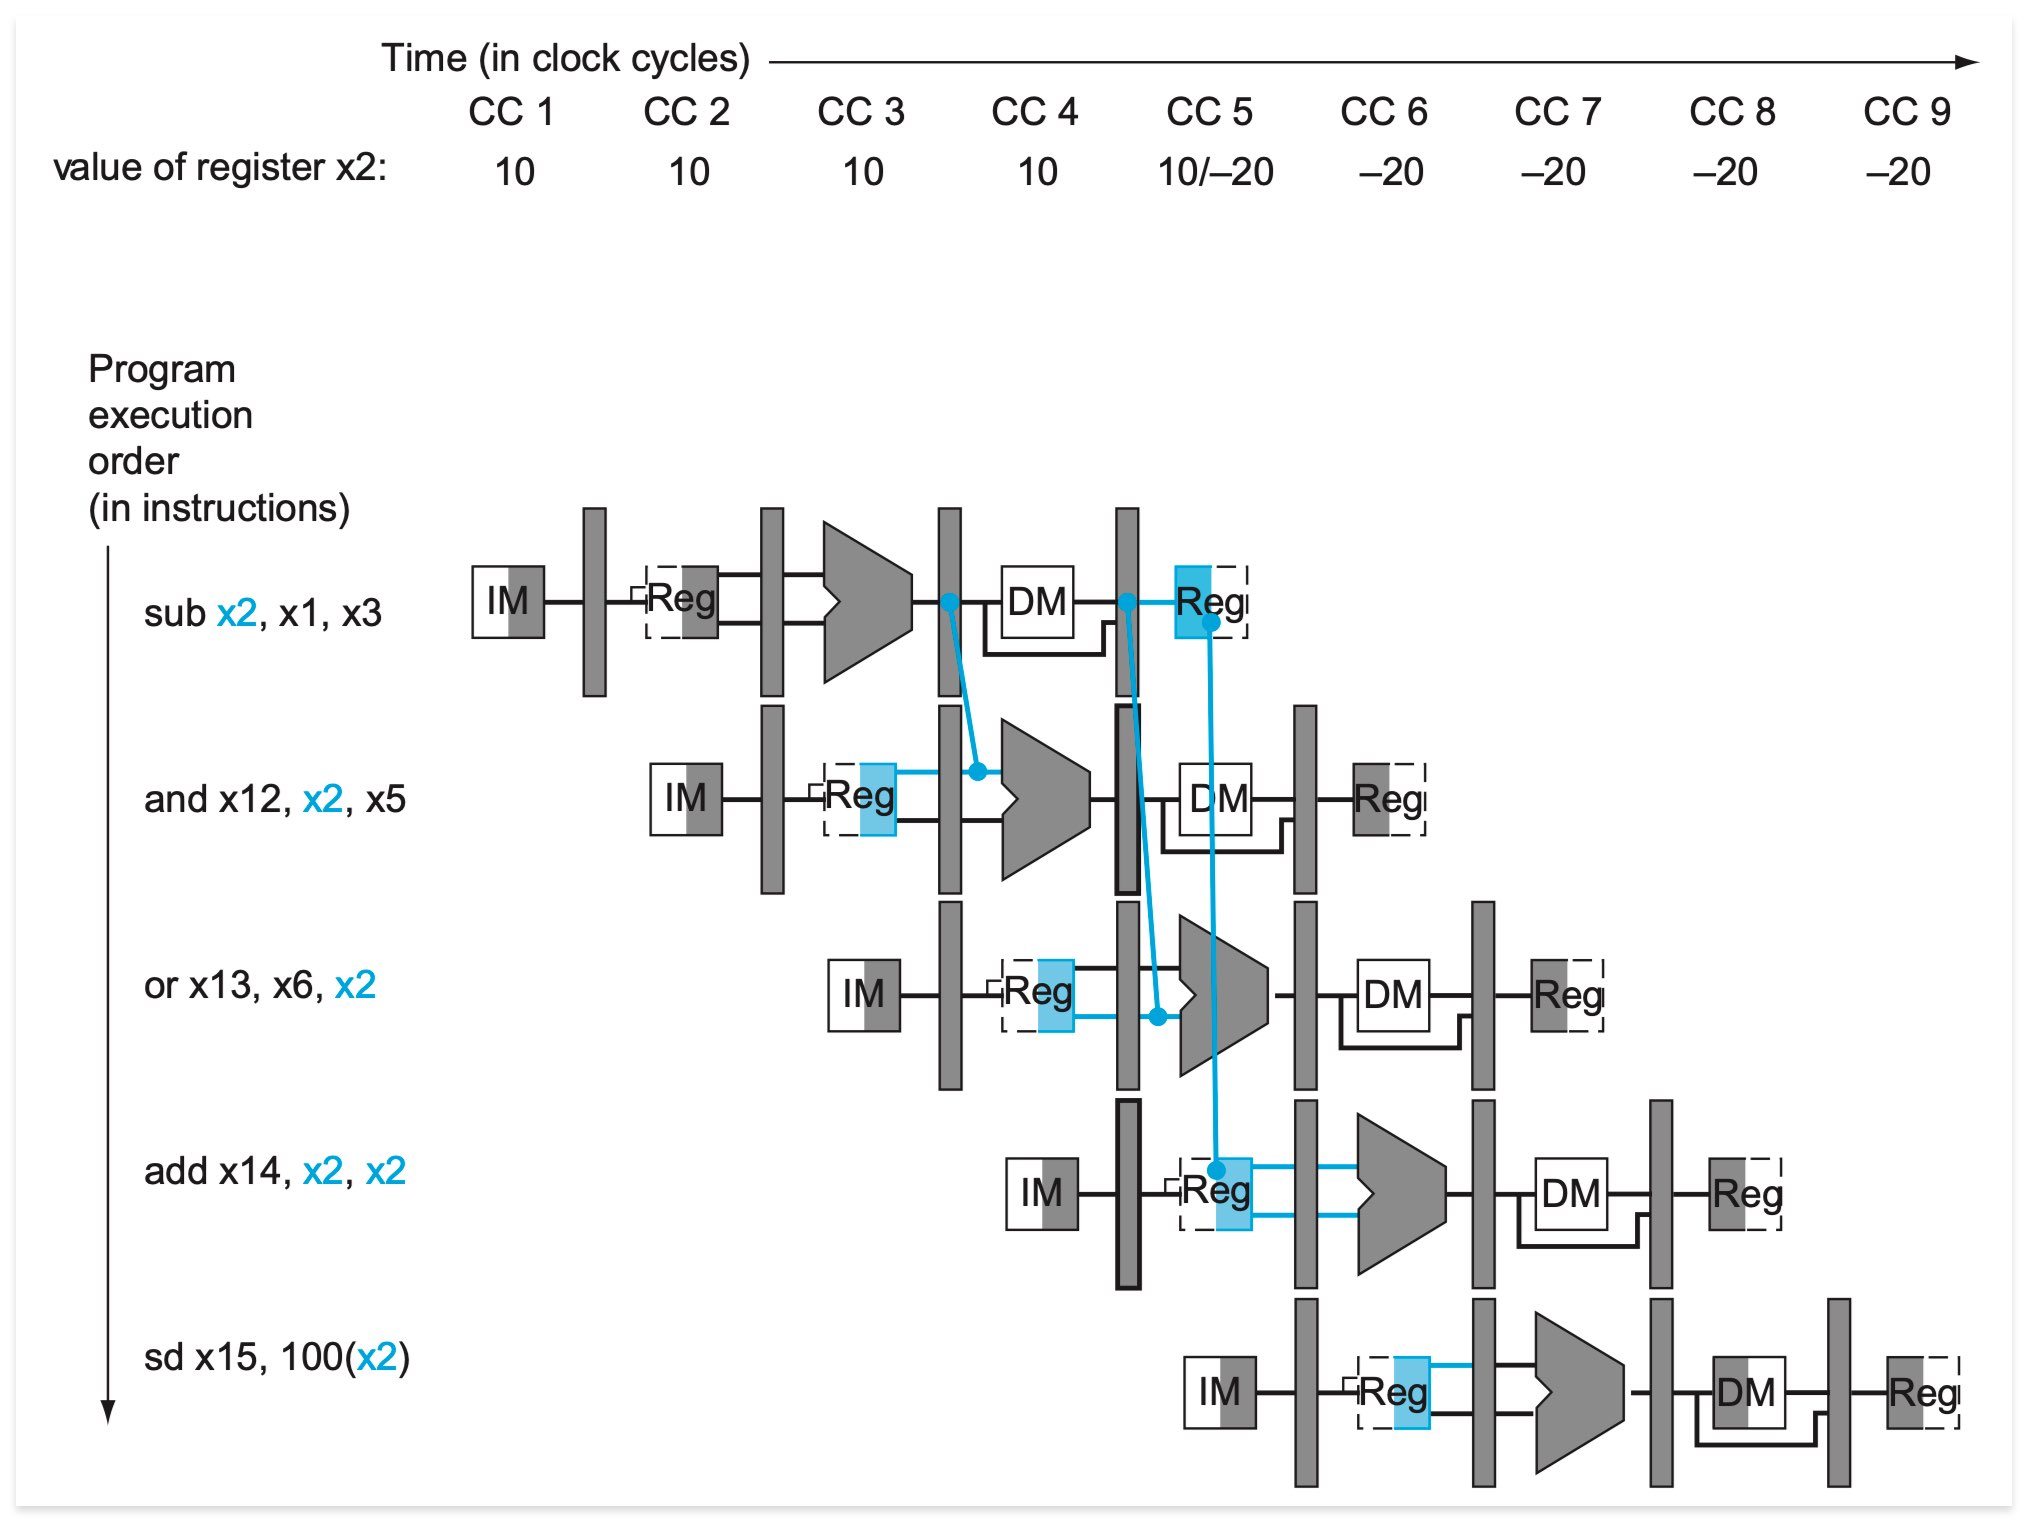 Time (in clock cycles)
CC 1 CC 2 CC 3 CC 4 CC 5 CC 6 CC 7 CC 8 CC 9
value of register x2: 10 10 10 10 10/–20 –20 –20 –20 –20
Program
execution
order
(in instructions)
sub x2, x1, x3 IM Reg DM Reg
and x12, x2, x5 IM Reg DM Reg
or x13, x6, x2 IM Reg DM Reg
add x14, x2, x2 IM Reg DM Reg
sd x15, 100(x2) IM Reg DM Reg